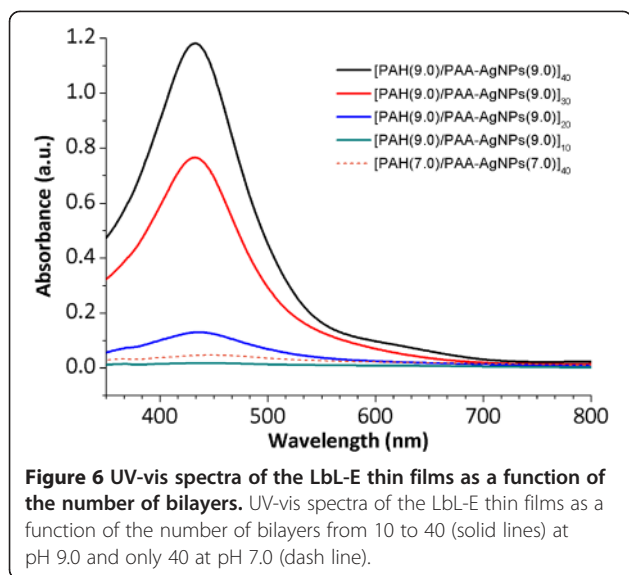 1.2
1.0
0.8
0.6
0.4
0.2
0.0
Absorbance (a.u.)
[PAH(9.0)/PAA-AgNPs(9.0)]40
[PAH(9.0)/PAA-AgNPs(9.0)]30
[PAH(9.0)/PAA-AgNPs(9.0)]20
[PAH(9.0)/PAA-AgNPs(9.0)]10
[PAH(7.0)/PAA-AgNPs(7.0)]40
400 500 600 700 800
Wavelength (nm)
Figure 6 UV-vis spectra of the LbL-E thin films as a function of
the number of bilayers. UV-vis spectra of the LbL-E thin films as a
function of the number of bilayers from 10 to 40 (solid lines) at
pH 9.0 and only 40 at pH 7.0 (dash line).